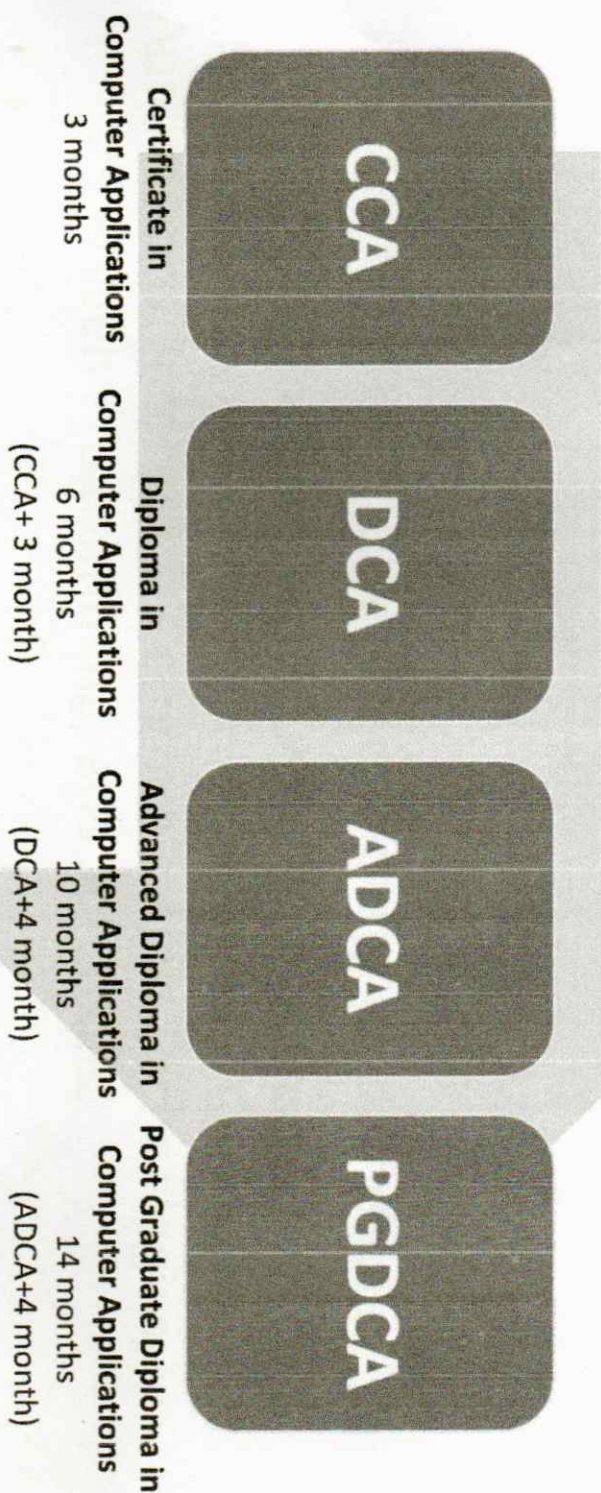 CCA
Certificate in
Computer Applications
3 months
DCA
Diploma in
Computer Applications
6 months
(CCA+ 3 month)
ADCA
Advanced Diploma in
Computer Applications
10 months
(DCA+4 month)
PGDCA
Post Graduate Diploma in
Computer Applications
14 months
(ADCA+4 month)